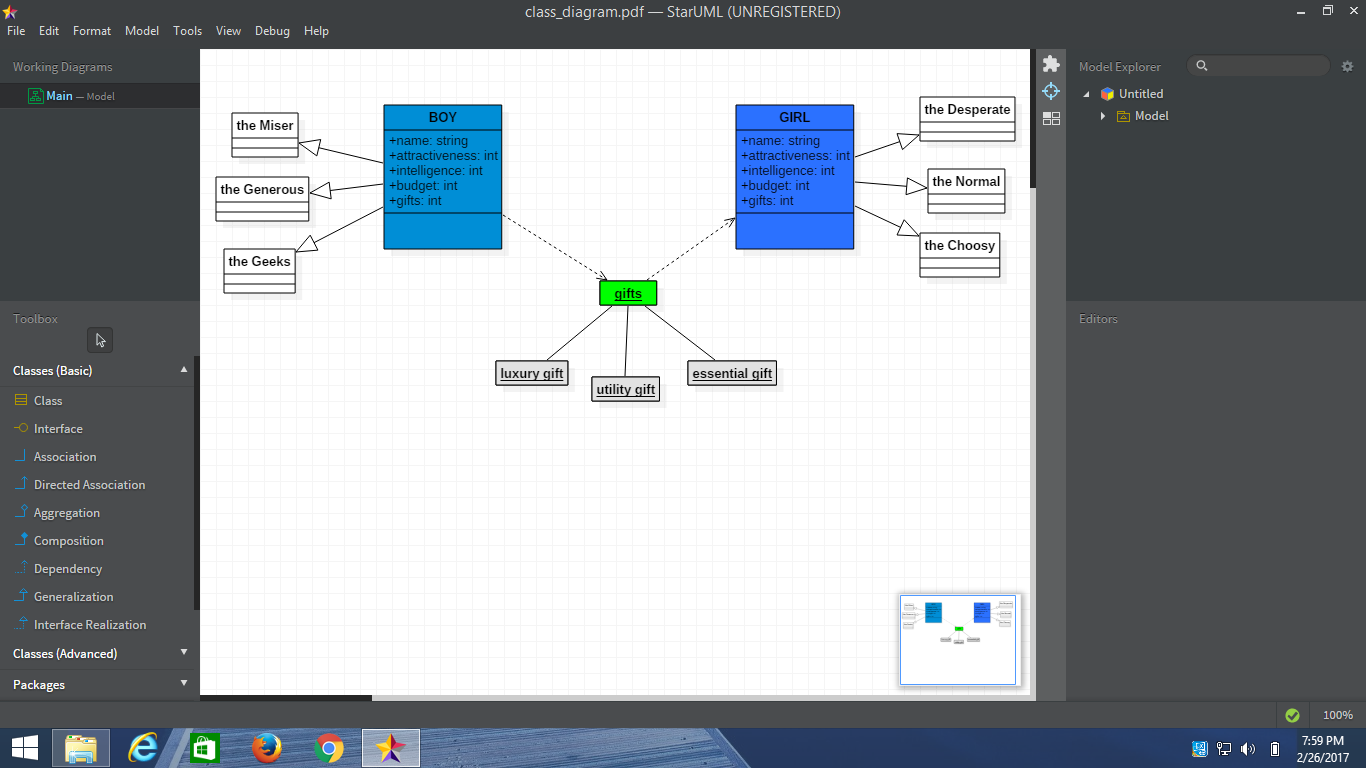 class_diagram.pdf — StarUML (UNREGISTERED)
File Edit Format Model Tools View Debug Help
Working Diagrams
Main — Model
Toolbox
Classes (Basic)
Class
Interface
Association
Directed Association
Aggregation
Composition
Dependency
Generalization
Interface Realization
Classes (Advanced)
Packages
the Miser
the Generous
the Geeks
BOY
+name: string
+attractiveness: int
+intelligence: int
+budget: int
+gifts: int
GIRL
+name: string
+attractiveness: int
+intelligence: int
+budget: int
+gifts: int
the Desperate
the Normal
the Choosy
gifts
luxury gift
utility gift
essential gift
Model Explorer
Untitled
Model
Editors
100%
7:59 PM
2/26/2017